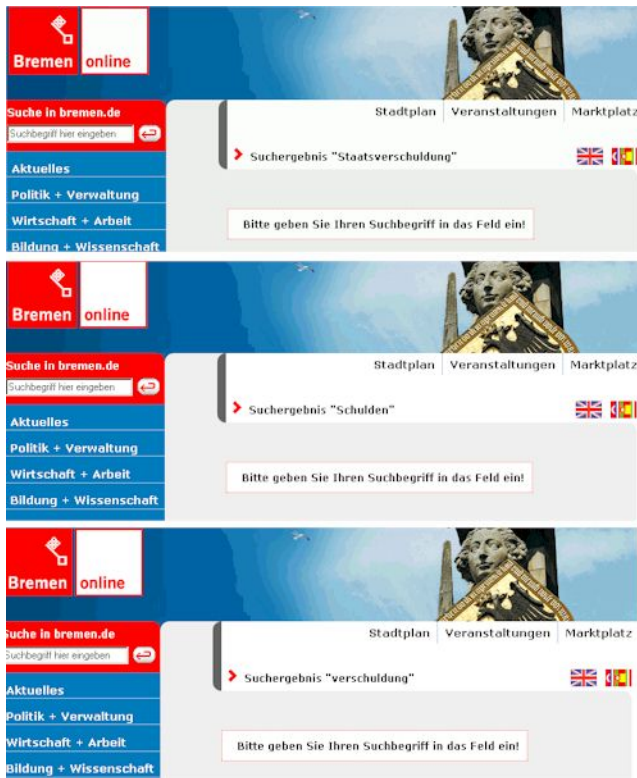 Bremen online
Stadtplan Veranstaltungen Marktplatz
Suche in bremen.de
Suchbegriff hier eingeben
Suchergebnis "Staatsverschuldung"
Aktuelles
Politik + Verwaltung
Wirtschaft + Arbeit
Bildung + Wissenschaft
Bitte geben Sie Ihren Suchbegriff in das Feld ein!
Bremen online
Stadtplan Veranstaltungen Marktplatz
Suche in bremen.de
Suchbegriff hier eingeben
Suchergebnis "Schulden"
Aktuelles
Politik + Verwaltung
Wirtschaft + Arbeit
Bildung + Wissenschaft
Bitte geben Sie Ihren Suchbegriff in das Feld ein!
Bremen online
Stadtplan Veranstaltungen Marktplatz
Suche in bremen.de
Suchbegriff hier eingeben
Suchergebnis "verschuldung"
Aktuelles
Politik + Verwaltung
Wirtschaft + Arbeit
Bildung + Wissenschaft
Bitte geben Sie Ihren Suchbegriff in das Feld ein!